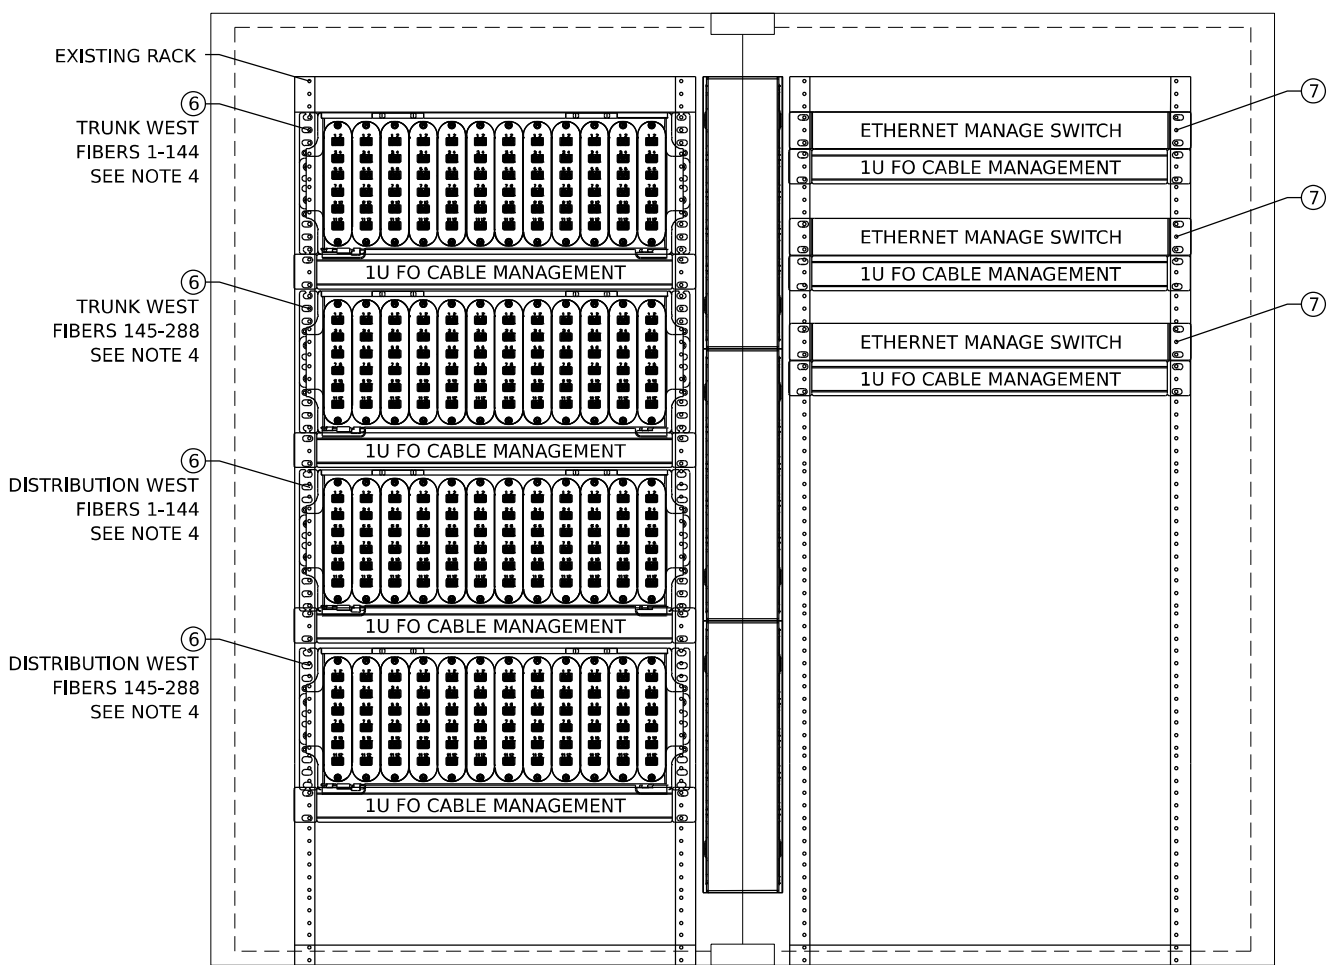 EXISTING RACK
6
TRUNK WEST
FIBERS 1-144
SEE NOTE 4
1U FO CABLE MANAGEMENT
6
TRUNK WEST
FIBERS 145-288
SEE NOTE 4
1U FO CABLE MANAGEMENT
6
DISTRIBUTION WEST
FIBERS 1-144
SEE NOTE 4
1U FO CABLE MANAGEMENT
6
DISTRIBUTION WEST
FIBERS 145-288
SEE NOTE 4
1U FO CABLE MANAGEMENT
7
ETHERNET MANAGE SWITCH
1U FO CABLE MANAGEMENT
7
ETHERNET MANAGE SWITCH
1U FO CABLE MANAGEMENT
7
ETHERNET MANAGE SWITCH
1U FO CABLE MANAGEMENT